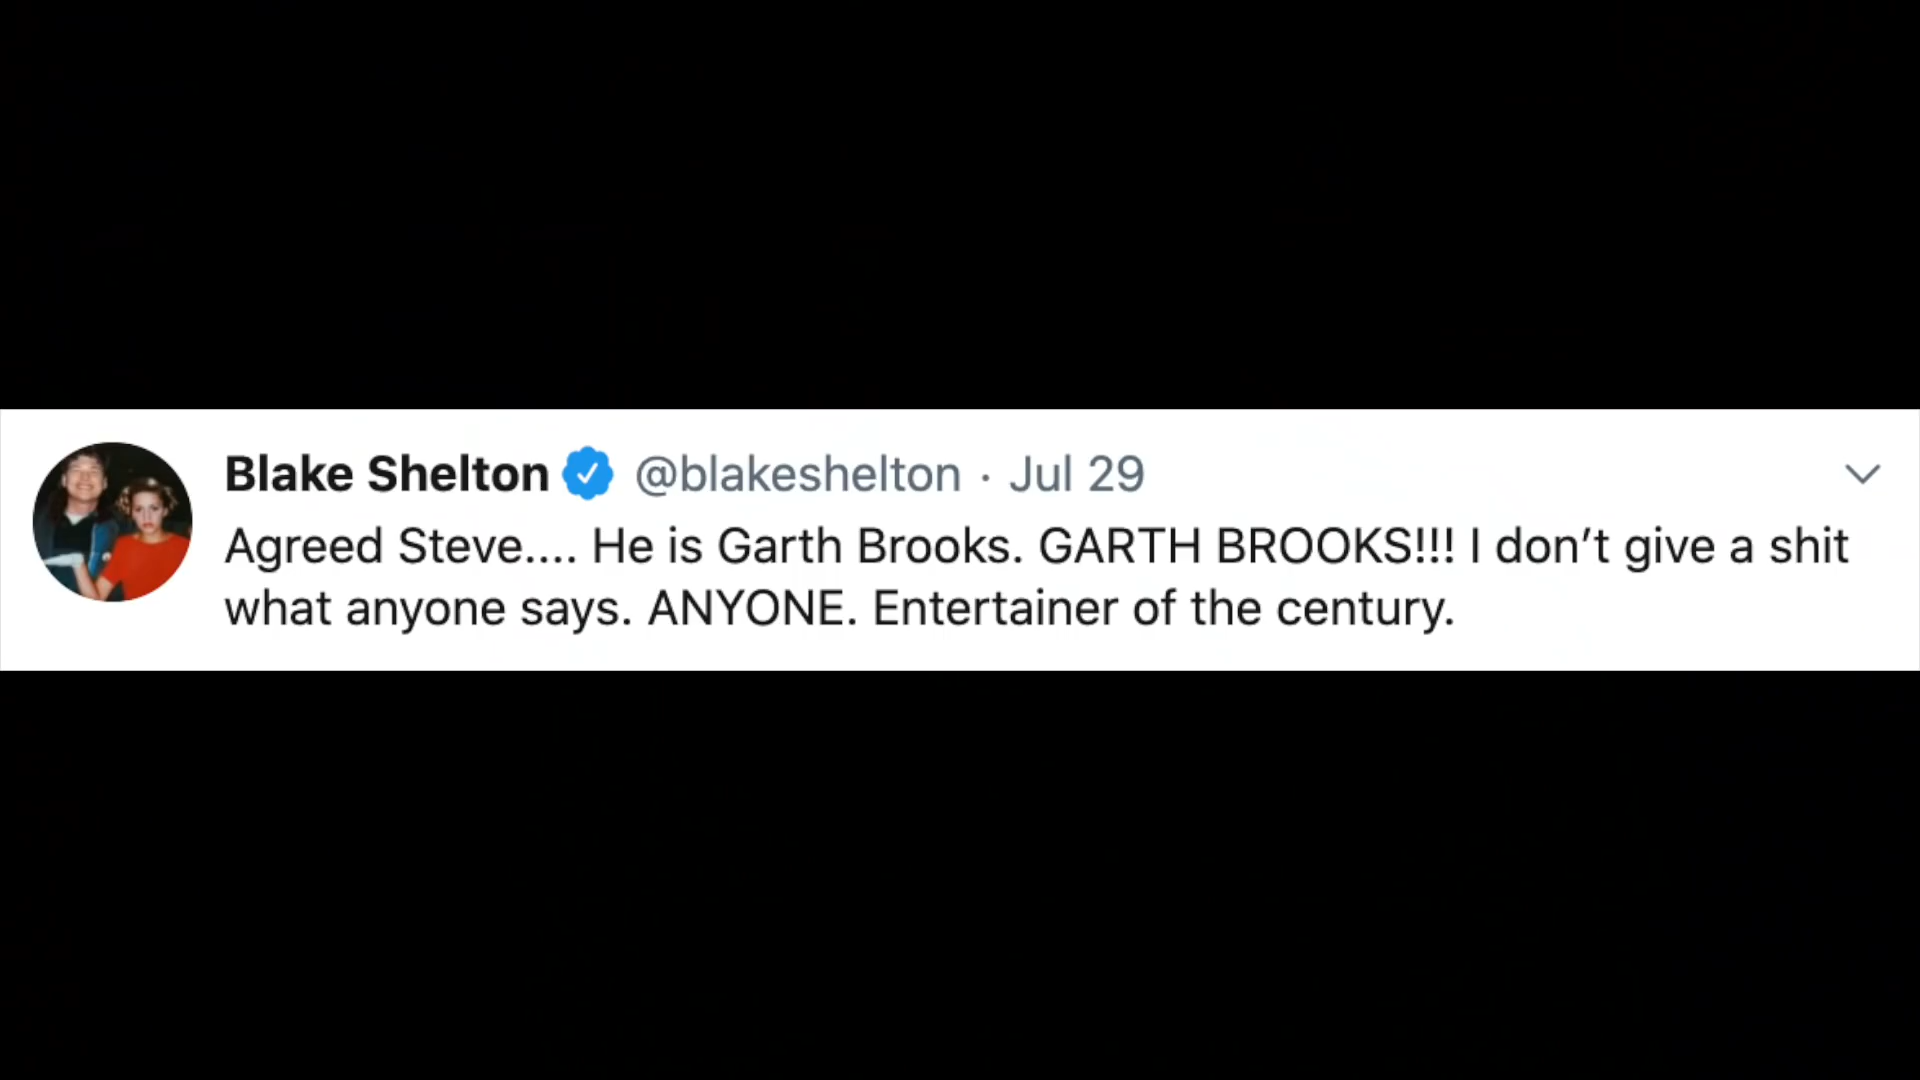 Blake Shelton @blakeshelton · Jul 29
Agreed Steve.... He is Garth Brooks. GARTH BROOKS!!! I don’t give a shit
what anyone says. ANYONE. Entertainer of the century.